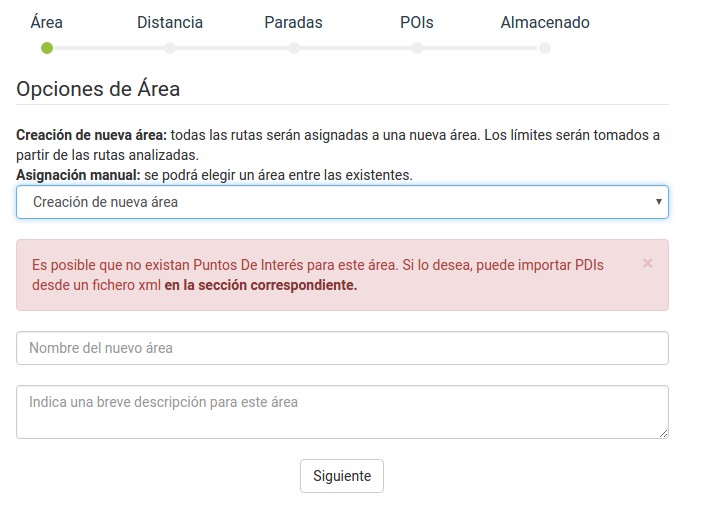 Área Distancia Paradas POIs Almacenado
Opciones de Área
Creación de nueva área: todas las rutas serán asignadas a una nueva área. Los límites serán tomados a
partir de las rutas analizadas.
Asignación manual: se podrá elegir un área entre las existentes.
Creación de nueva área
Es posible que no existan Puntos De Interés para este área. Si lo desea, puede importar PDIs
desde un fichero xml en la sección correspondiente.
Nombre del nuevo área
Indica una breve descripción para este área
Siguiente